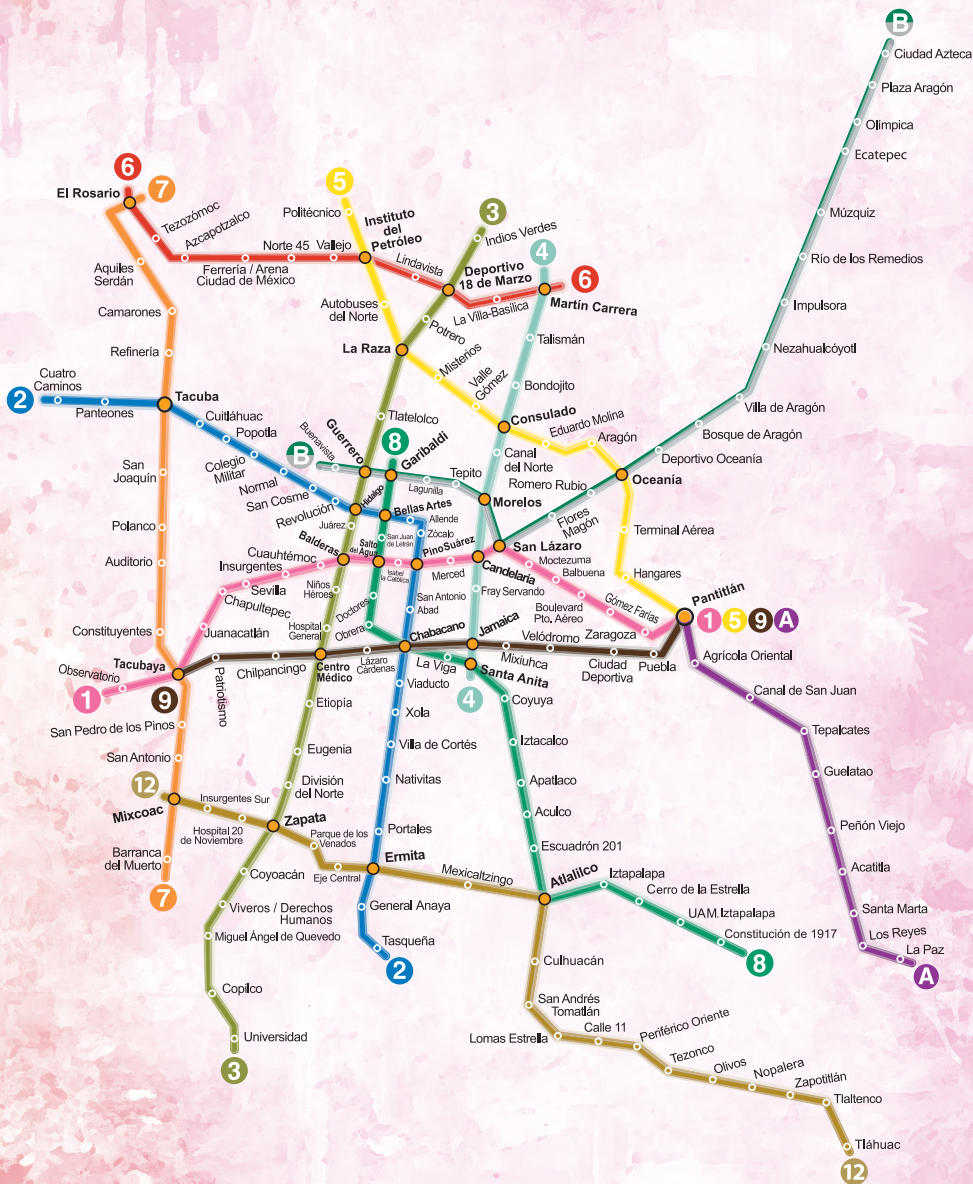 B
Ciudad Azteca
Plaza Aragón
Olímpica
Ecatepec
Múzquiz
Río de los Remedios
Impulsora
Nezahualcóyotl
Villa de Aragón
Bosque de Aragón
Deportivo Oceanía
Oceanía
Romero Rubio
Flores
Magón
San Lázaro
Morelos
Tepito
Lagunilla
Garibaldi
Guerrero
Buenavista
B
6
7
El Rosario
Tezozómoc
Azcapotzalco
Ferrería / Arena
Ciudad de México
Norte 45
Vallejo
Instituto
del
Petróleo
Lindavista
Deportivo
18 de Marzo
La Villa-Basílica
Martín Carrera
6
5
Politécnico
Autobuses
del Norte
La Raza
Misterios
Valle
Gómez
Consulado
Eduardo Molina
Aragón
Terminal Aérea
Hangares
Pantitlán
1
5
9
A
3
Indios Verdes
Potrero
Tlatelolco
Hidalgo
Juárez
Balderas
Niños
Héroes
Hospital
General
Centro
Médico
Etiopía
Eugenia
División
del Norte
Zapata
Coyoacán
Viveros / Derechos
Humanos
Miguel Ángel de Quevedo
Copilco
Universidad
3
4
Talismán
Bondojito
Canal
del Norte
Candelaria
Fray Servando
Jamaica
Santa Anita
4
Aquiles
Serdán
Camarones
Refinería
Tacuba
San
Joaquín
Polanco
Auditorio
Constituyentes
Tacubaya
San Pedro de los Pinos
San Antonio
Mixcoac
Barranca
del Muerto
7
2
Cuatro
Caminos
Panteones
Cuitláhuac
Popotla
Colegio
Militar
Normal
San Cosme
Revolución
Bellas Artes
Allende
Zócalo
Pino Suárez
San Antonio
Abad
Chabacano
Viaducto
Xola
Villa de Cortés
Nativitas
Portales
Ermita
General Anaya
Tasqueña
2
1
Observatorio
Juanacatlán
Chapultepec
Sevilla
Insurgentes
Cuauhtémoc
Salto
del Agua
Isabel
la Católica
Merced
Moctezuma
Balbuena
Boulevard
Pto. Aéreo
Gómez Farias
Zaragoza
9
Patriotismo
Chilpancingo
Lázaro
Cárdenas
Mixiuhca
Velódromo
Ciudad
Deportiva
Puebla
8
San Juan
de Letrán
Doctores
Obrera
La Viga
Coyuya
Iztacalco
Apatlaco
Aculco
Escuadrón 201
Atlalilco
Iztapalapa
Cerro de la Estrella
UAM. Iztapalapa
Constitución de 1917
8
Agrícola Oriental
Canal de San Juan
Tepalcates
Guelatao
Peñón Viejo
Acatitla
Santa Marta
Los Reyes
La Paz
A
12
Insurgentes Sur
Hospital 20
de Noviembre
Parque de los
Venados
Eje Central
Mexicaltzingo
Culhuacán
San Andrés
Tomatlán
Lomas Estrella
Calle 11
Periférico Oriente
Tezonco
Olivos
Nopalera
Zapotitlán
Tlaltenco
Tláhuac
12